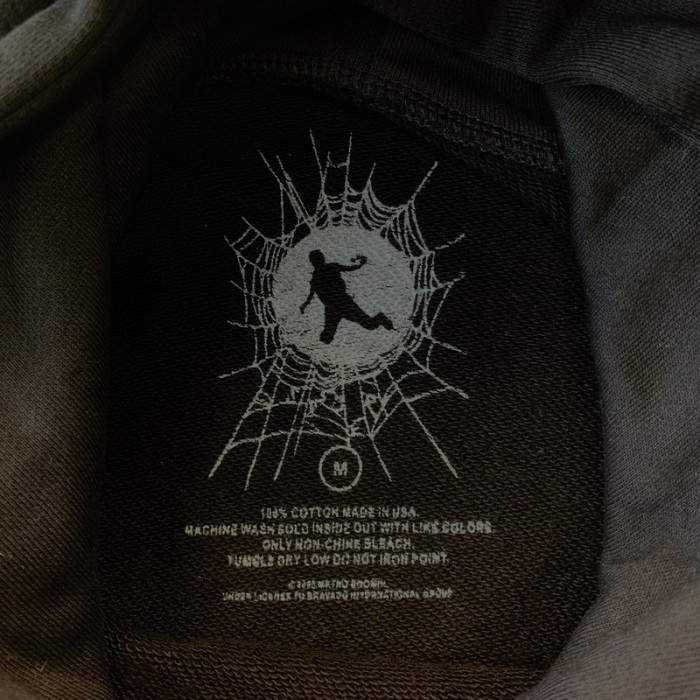 M
100% COTTON MADE IN USA.
MACHINE WASH COLD INSIDE OUT WITH LIKE COLORS.
ONLY NON-CHINE BLEACH.
TUMBLE DRY LOW DO NOT IRON POINT.
METRO BOOMIN.
UNDER LICENSE TO BRAVADO INTERNATIONAL GROUP